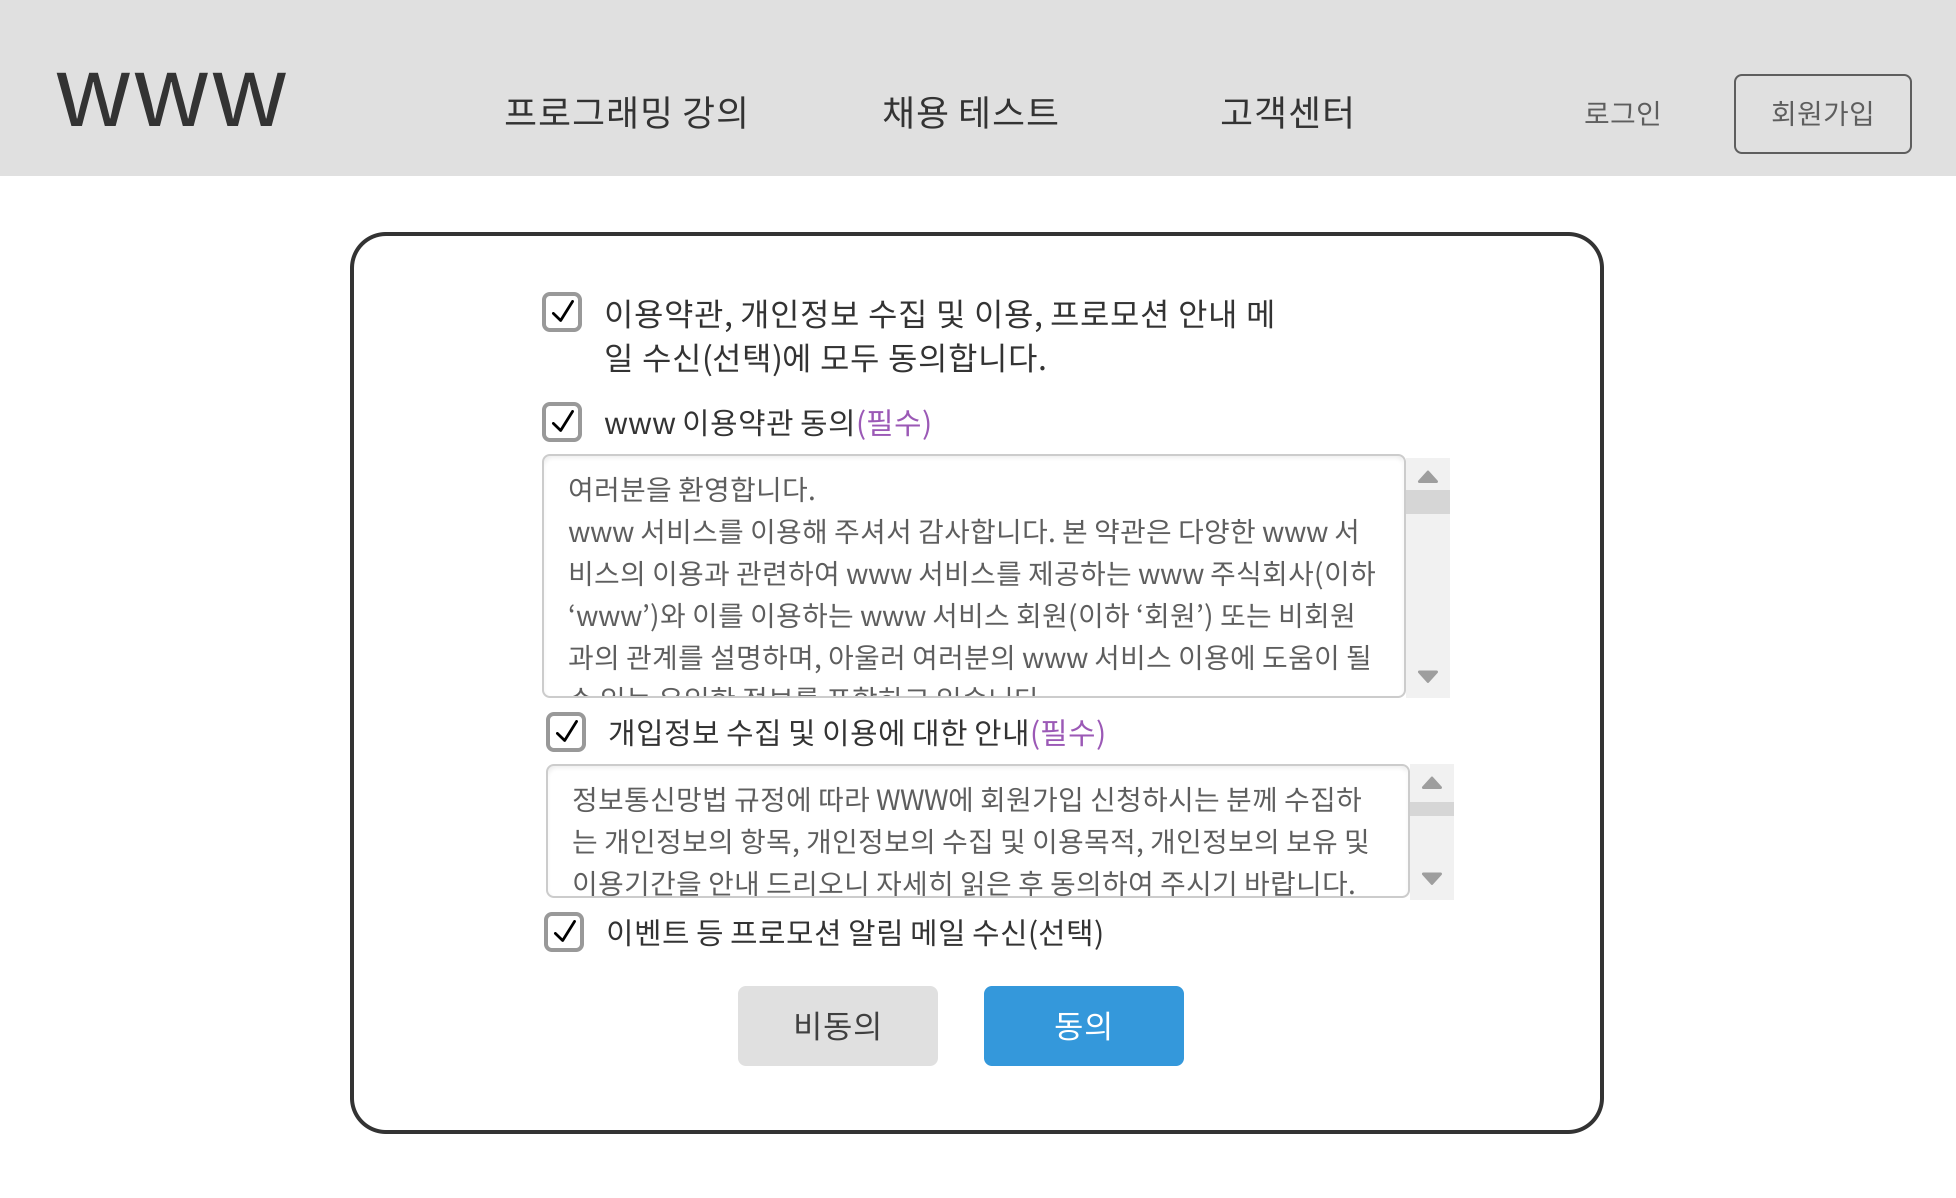 WWW
프로그래밍 강의
채용 테스트
고객센터
로그인
회원가입
이용약관, 개인정보 수집 및 이용, 프로모션 안내 메
일 수신(선택)에 모두 동의합니다.
www 이용약관 동의(필수)
여러분을 환영합니다.
www 서비스를 이용해 주셔서 감사합니다. 본 약관은 다양한 www 서
비스의 이용과 관련하여 www 서비스를 제공하는 www 주식회사(이하
‘www’)와 이를 이용하는 www 서비스 회원(이하 ‘회원’) 또는 비회원
과의 관계를 설명하며, 아울러 여러분의 www 서비스 이용에 도움이 될
개입정보 수집 및 이용에 대한 안내(필수)
정보통신망법 규정에 따라 WWW에 회원가입 신청하시는 분께 수집하
는 개인정보의 항목, 개인정보의 수집 및 이용목적, 개인정보의 보유 및
이용기간을 안내 드리오니 자세히 읽은 후 동의하여 주시기 바랍니다.
이벤트 등 프로모션 알림 메일 수신(선택)
비동의
동의